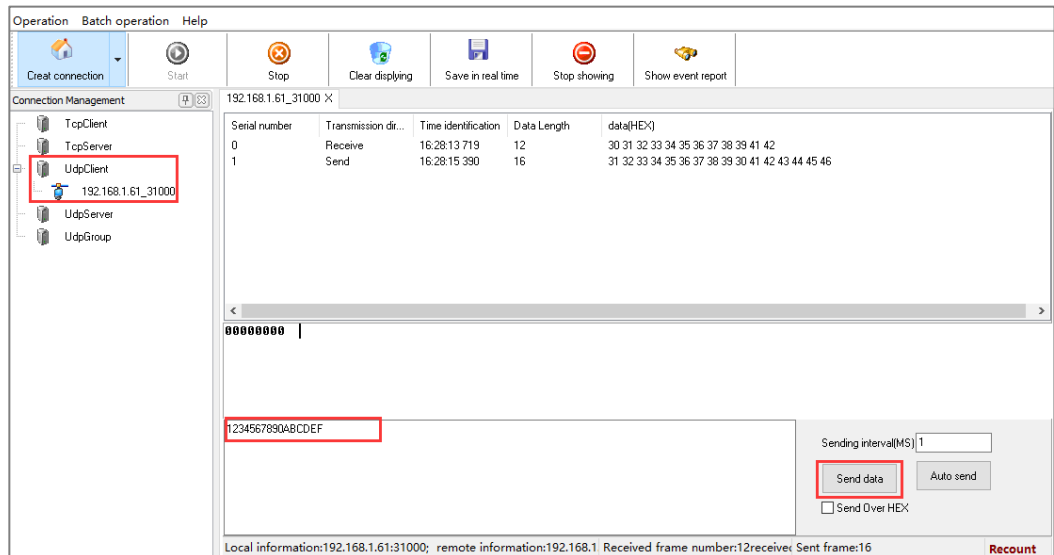 Operation Batch operation Help
Creat connection Start Stop Clear displying Save in real time Stop showing Show event report
Connection Management 192.168.1.61_31000 X
TcpClient
TcpServer
UdpClient
192.168.1.61_31000
UdpServer
UdpGroup
Serial number Transmission dir... Time identification Data Length data(HEX)
0 Receive 16:28:13 719 12 30 31 32 33 34 35 36 37 38 39 41 42
1 Send 16:28:15 390 16 31 32 33 34 35 36 37 38 39 30 41 42 43 44 45 46
00000000
1234567890ABCDEF
Sending interval(MS) 1
Send data Auto send
Send Over HEX
Local information:192.168.1.61:31000; remote information:192.168.1 Received frame number:12receive Sent frame:16 Recount